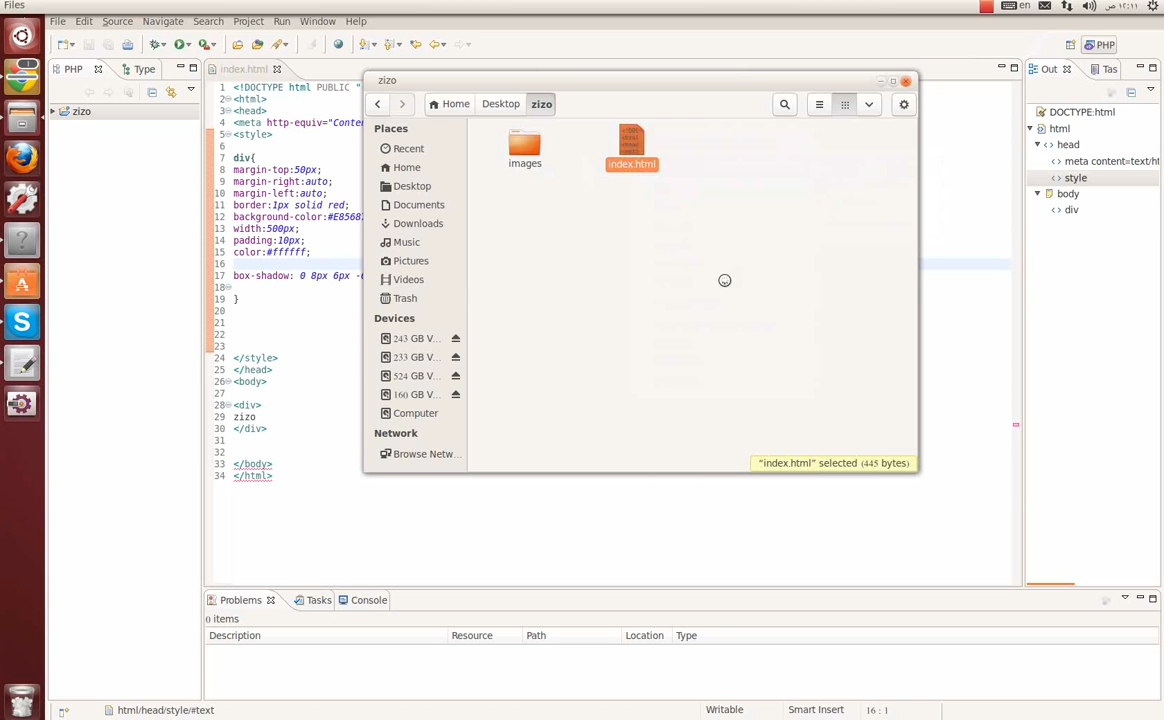 Files
en
١٢:١١ ص
File Edit Source Navigate Search Project Run Window Help
PHP
PHP Type
index.html
Out Tas
zizo
1 <!DOCTYPE html PUBLIC "
2 <html>
3 <head>
4 <meta http-equiv="Conte
5 <style>
6
7 div{
8 margin-top:50px;
9 margin-right:auto;
10 margin-left:auto;
11 border:1px solid red;
12 background-color:#E8568
13 width:500px;
14 padding:10px;
15 color:#ffffff;
16
17 box-shadow: 0 8px 6px -
18
19 }
20
21
22
23
24 </style>
25 </head>
26 <body>
27
28 <div>
29 zizo
30 </div>
31
32
33 </body>
34 </html>
zizo
Home Desktop zizo
Places
Recent
Home
Desktop
Documents
Downloads
Music
Pictures
Videos
Trash
Devices
243 GB V...
233 GB V...
524 GB V...
160 GB V...
Computer
Network
Browse Netw...
images
index.html
"index.html" selected (445 bytes)
DOCTYPE:html
html
head
meta content=text/ht
style
body
div
Problems Tasks Console
0 items
Description Resource Path Location Type
html/head/style/#text
Writable Smart Insert 16 : 1